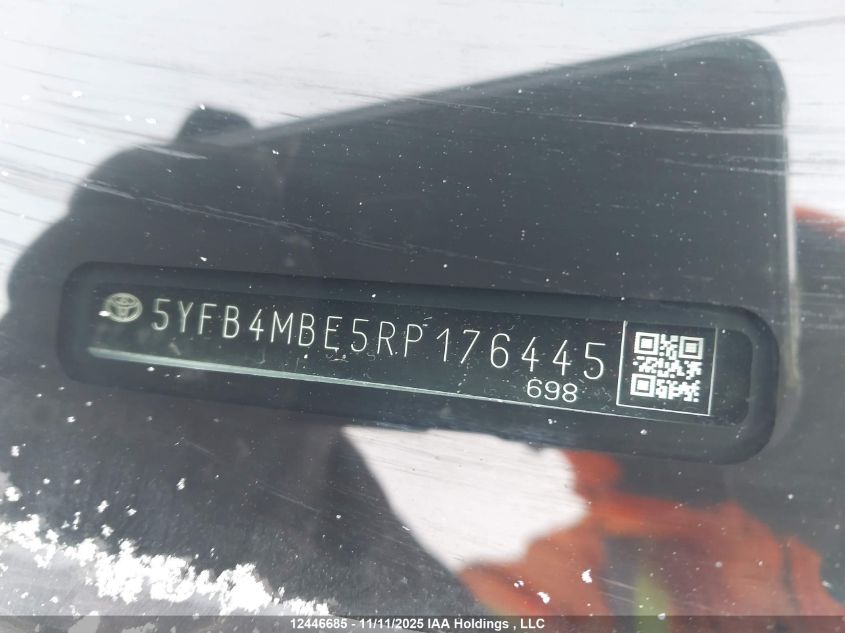 5YFB4MBE5RP176445
698
12446685 - 11/11/2025 IAA Holdings , LLC